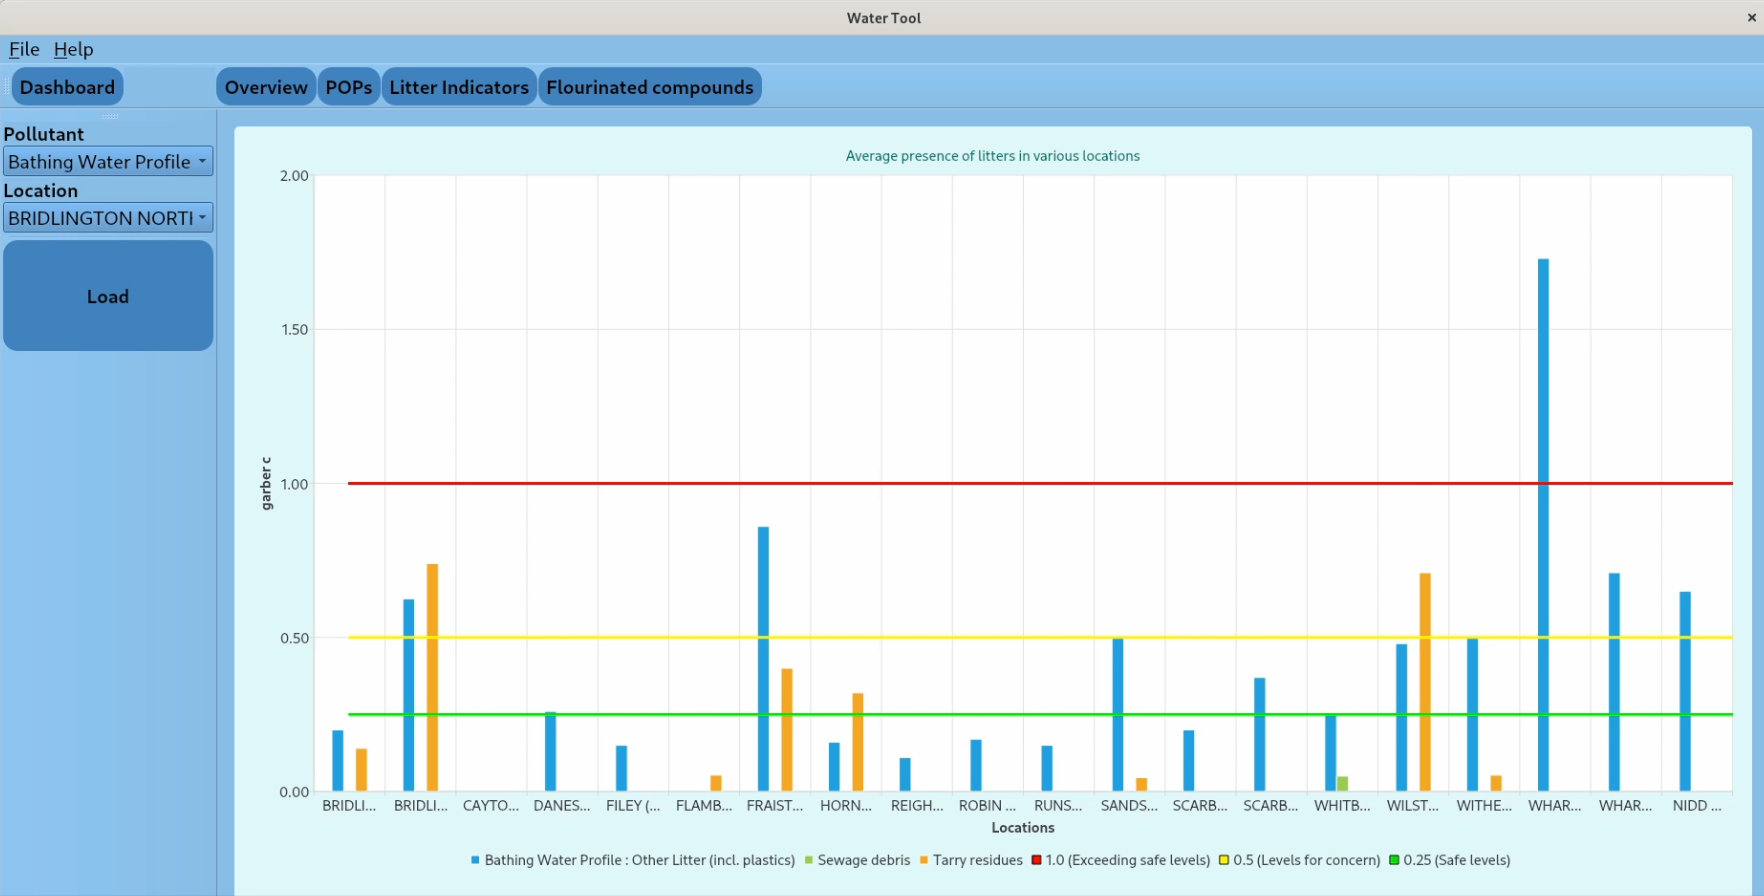 Water Tool
×
File Help
Dashboard Overview POPs Litter Indicators Flourinated compounds
Pollutant
Bathing Water Profile
Location
BRIDLINGTON NORTH
Load
Average presence of litters in various locations
2.00
1.50
1.00
0.50
0.00
garber c
BRIDLI... BRIDLI... CAYTO... DANES... FILEY (... FLAMB... FRAIST... HORN... REIGH... ROBIN ... RUNS... SANDS... SCARB... SCARB... WHITB... WILST... WITHE... WHAR... WHAR... NIDD ...
Locations
Bathing Water Profile : Other Litter (incl. plastics) Sewage debris Tarry residues 1.0 (Exceeding safe levels) 0.5 (Levels for concern) 0.25 (Safe levels)